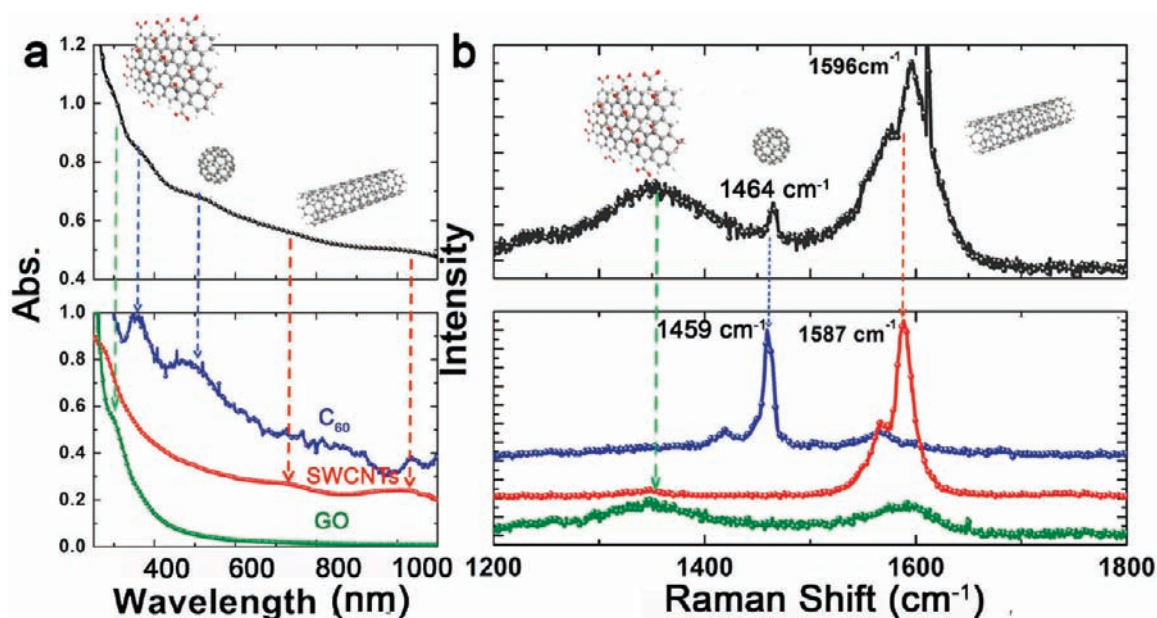 a
1.2
1.0
0.8
0.6
0.4
1.0
0.8
0.6
0.4
0.2
0.0
Abs.
C60
SWCNTs
GO
400 600 800 1000
Wavelength (nm)
b
1596cm-1
1464 cm-1
1459 cm-1
1587 cm-1
Intensity
1200 1400 1600 1800
Raman Shift (cm-1)